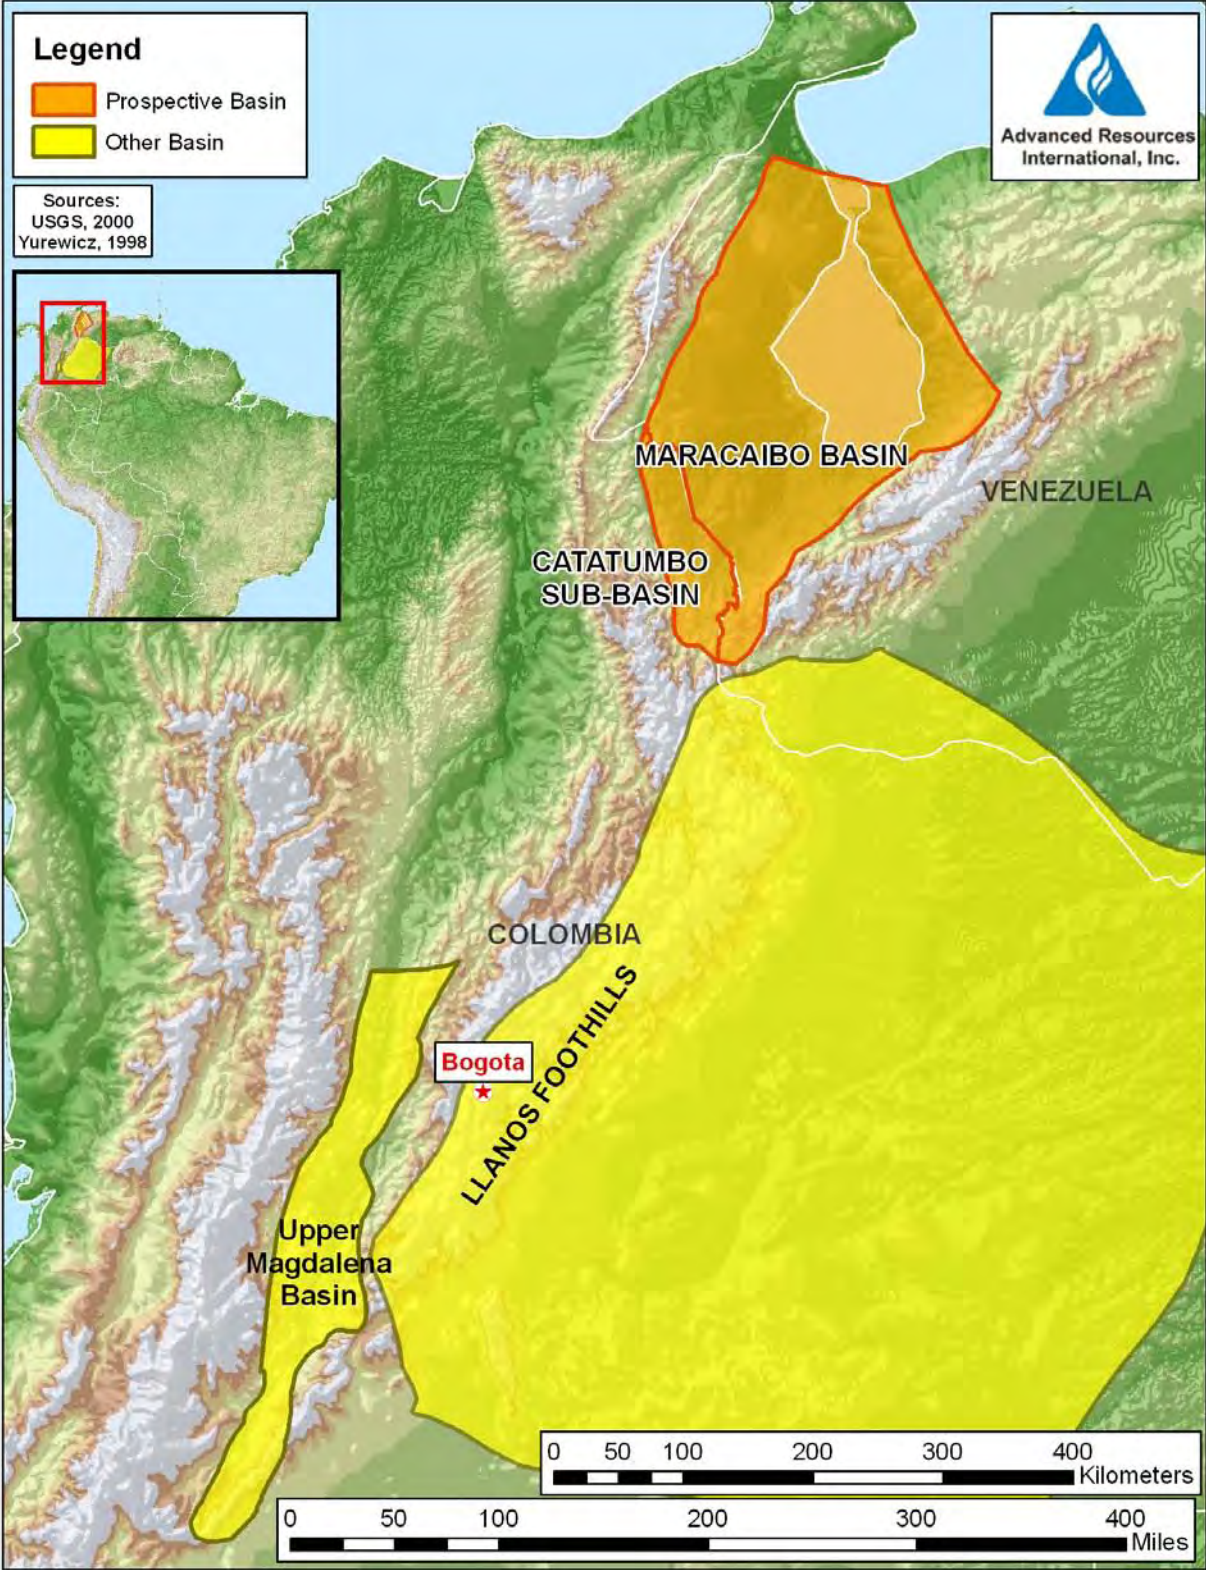 Legend
Prospective Basin
Other Basin
Sources:
USGS, 2000
Yurewicz, 1998
Advanced Resources
International, Inc.
MARACAIBO BASIN
VENEZUELA
CATATUMBO
SUB-BASIN
COLOMBIA
LLANOS FOOTHILLS
Bogota
Upper
Magdalena
Basin
0 50 100 200 300 400
Kilometers
0 50 100 200 300 400
Miles